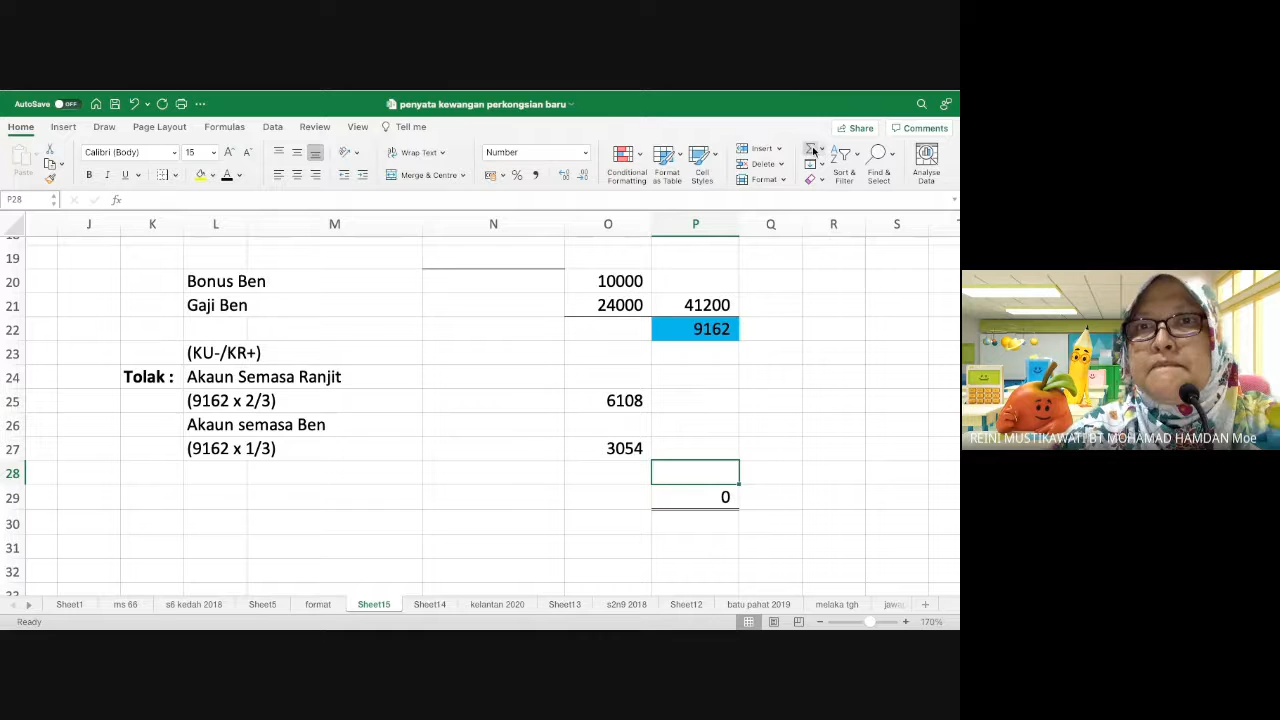 AutoSave OFF penyata kewangan perkongsian baru
Home Insert Draw Page Layout Formulas Data Review View Tell me Share Comments
Paste Calibri (Body) 15 A A Wrap Text Number Insert
Delete
B I U A Merge & Centre % Format
Conditional Formatting Format as Table Cell Styles Sort & Filter Find & Select Analyse Data
P28 fx
J K L M N O P Q R S
19
20 Bonus Ben 10000
21 Gaji Ben 24000 41200
22 9162
23 (KU-/KR+)
24 Tolak : Akaun Semasa Ranjit
25 (9162 x 2/3) 6108
26 Akaun semasa Ben
27 (9162 x 1/3) 3054
28
29 0
30
31
32
Sheet1 ms 66 s6 kedah 2018 Sheet5 format Sheet15 Sheet14 kelantan 2020 Sheet13 s2n9 2018 Sheet12 batu pahat 2019 melaka tgh
Ready 170%
REINI MUSTIKAWATI BT MOHAMAD HAMDAN Moe